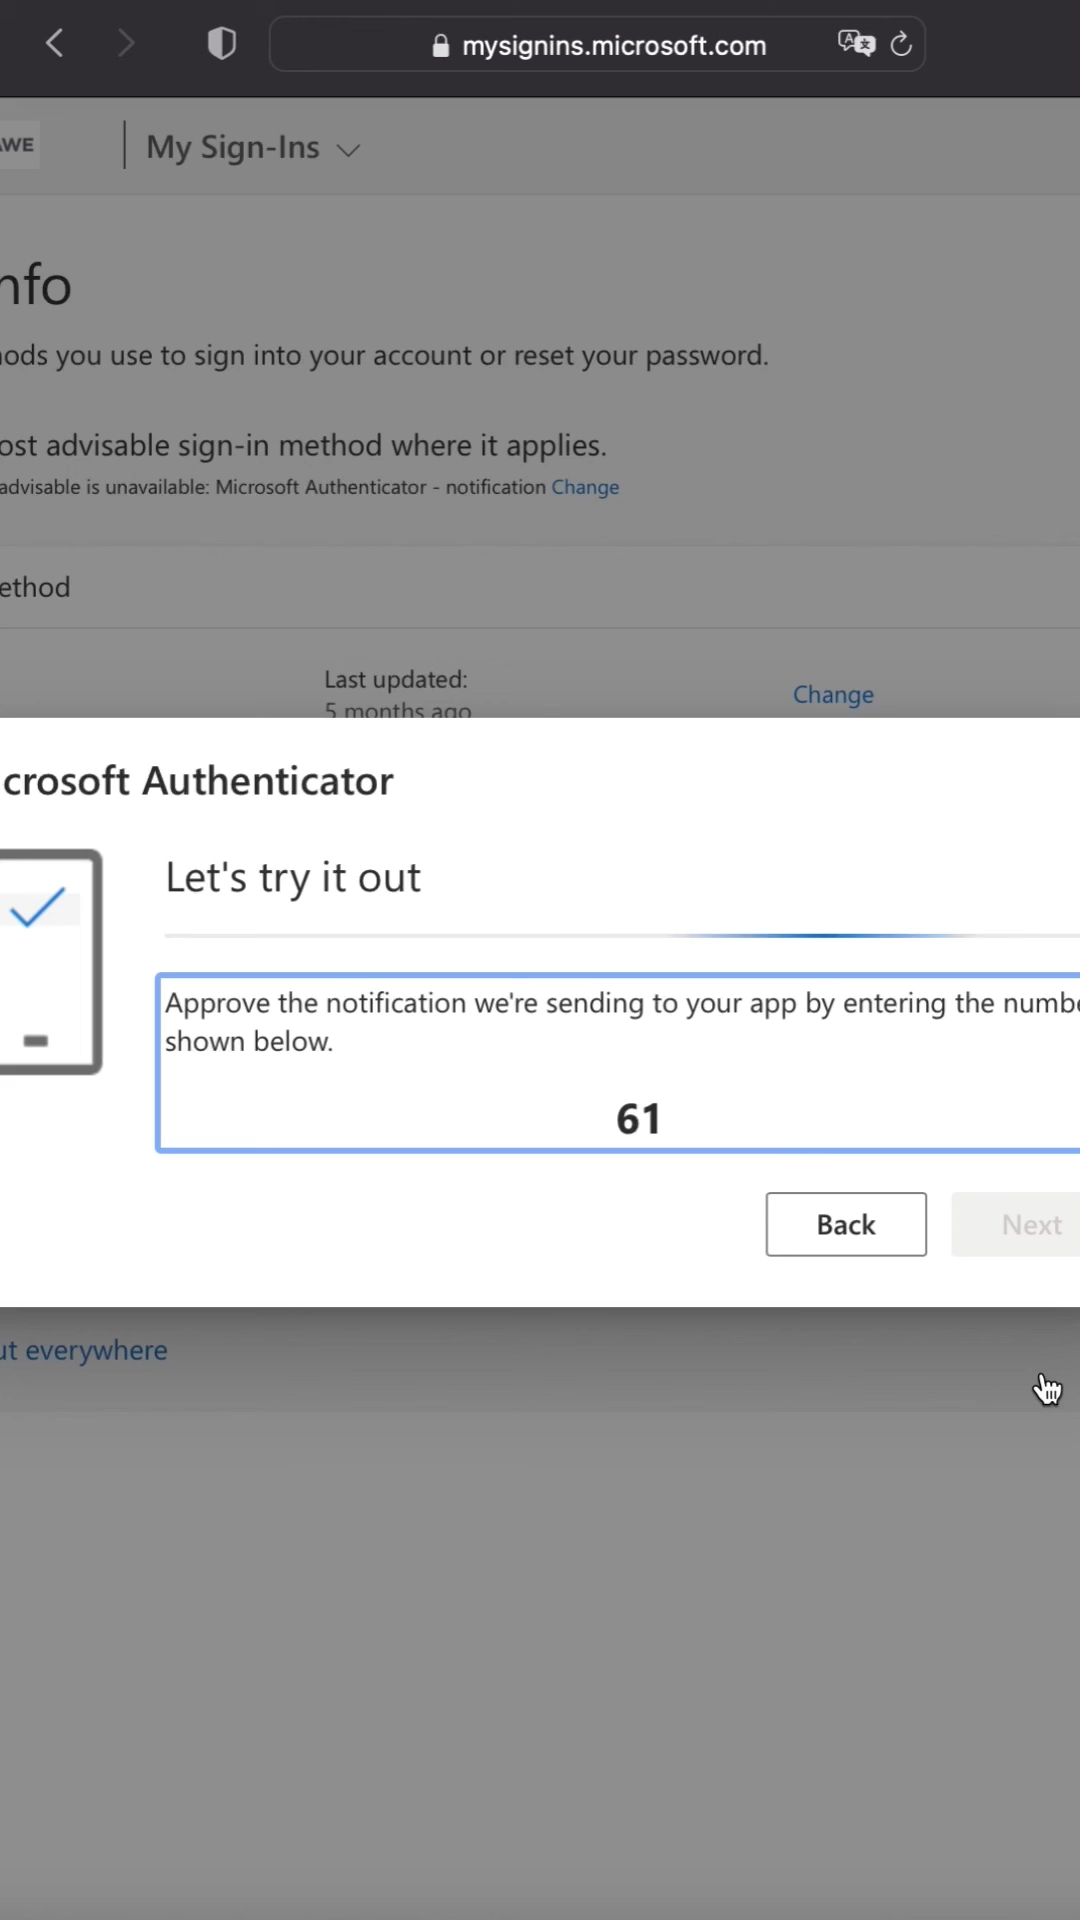 mysignins.microsoft.com
AWE
My Sign-Ins
nfo
ods you use to sign into your account or reset your password.
ost advisable sign-in method where it applies.
advisable is unavailable: Microsoft Authenticator - notification Change
ethod
Last updated:
5 months ago
Change
crosoft Authenticator
Let's try it out
Approve the notification we're sending to your app by entering the numbe
shown below.
61
Back
Next
ut everywhere